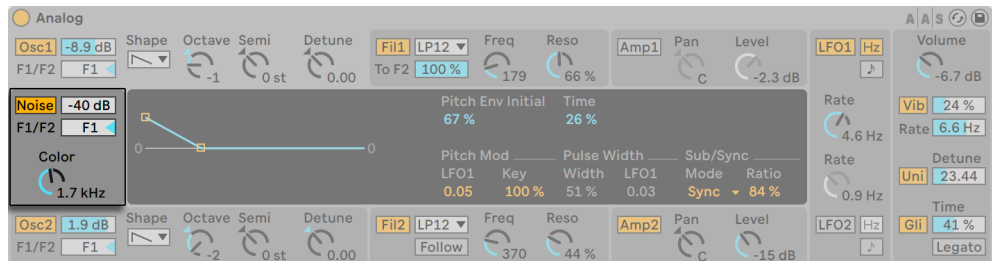 Analog AAS
Osc1 -8.9 dB Shape Octave Semi Detune Fil1 LP12 Freq Reso Amp1 Pan Level LFO1 Hz Volume
F1/F2 F1 -1 0 st 0.00 To F2 100 % 179 66 % C -2.3 dB -6.7 dB
Noise -40 dB Pitch Env Initial Time Rate Vib 24 %
F1/F2 F1 67 % 26 % 4.6 Hz Rate 6.6 Hz
Color 0 0 Pitch Mod Pulse Width Sub/Sync Rate Detune
LFO1 Key Width LFO1 Mode Ratio Uni 23.44
1.7 kHz 0.05 100 % 51 % 0.03 Sync 84 % 0.9 Hz Time
Osc2 1.9 dB Shape Octave Semi Detune Fil2 LP12 Freq Reso Amp2 Pan Level LFO2 Hz Gli 41 %
F1/F2 F1 -2 0 st 0.00 Follow 370 44 % C -15 dB Legato